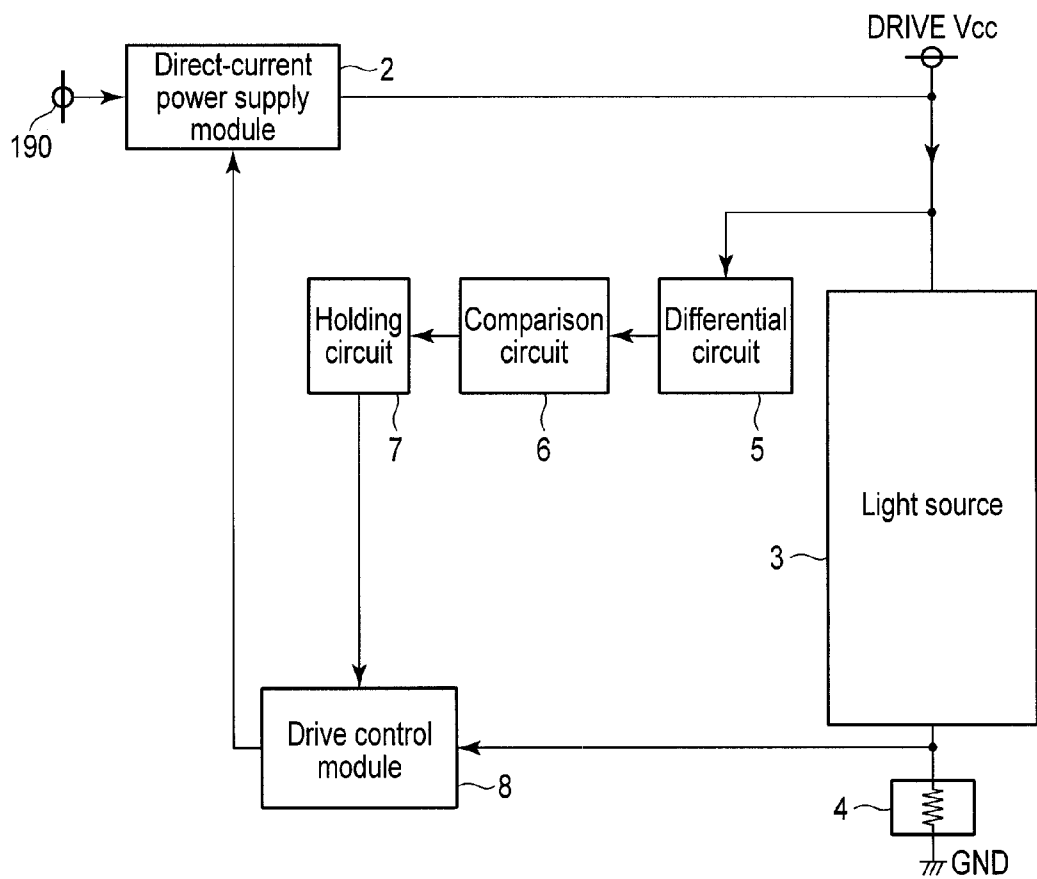 DRIVE Vcc
Direct-current
power supply
module
2
190
Holding
circuit
Comparison
circuit
Differential
circuit
7
6
5
Light source
3
Drive control
module
8
4
GND